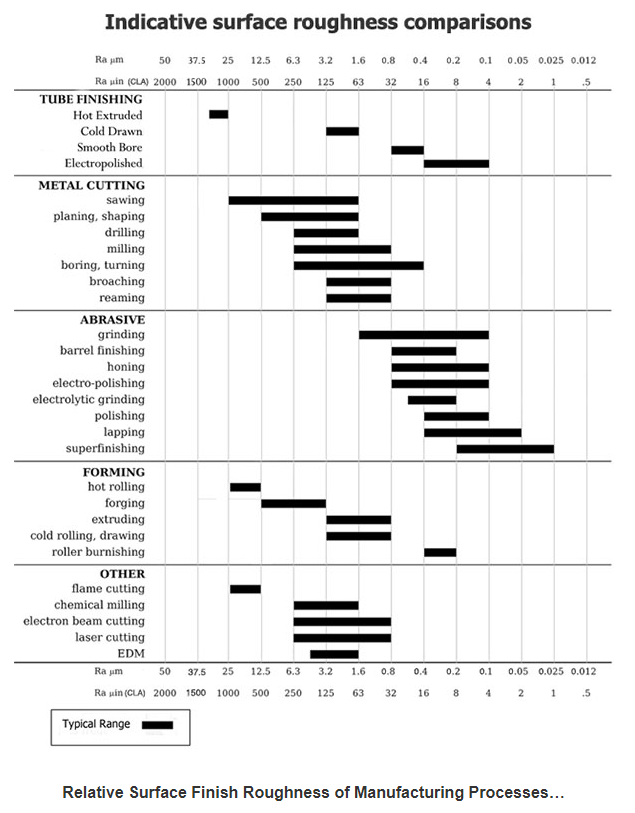 Indicative surface roughness comparisons
Ra µm 50 37.5 25 12.5 6.3 3.2 1.6 0.8 0.4 0.2 0.1 0.05 0.025 0.012
Ra µin (CLA) 2000 1500 1000 500 250 125 63 32 16 8 4 2 1 .5
TUBE FINISHING
Hot Extruded
Cold Drawn
Smooth Bore
Electropolished
METAL CUTTING
sawing
planing, shaping
drilling
milling
boring, turning
broaching
reaming
ABRASIVE
grinding
barrel finishing
honing
electro-polishing
electrolytic grinding
polishing
lapping
superfinishing
FORMING
hot rolling
forging
extruding
cold rolling, drawing
roller burnishing
OTHER
flame cutting
chemical milling
electron beam cutting
laser cutting
EDM
Ra µm 50 37.5 25 12.5 6.3 3.2 1.6 0.8 0.4 0.2 0.1 0.05 0.025 0.012
Ra µin (CLA) 2000 1500 1000 500 250 125 63 32 16 8 4 2 1 .5
Typical Range
Relative Surface Finish Roughness of Manufacturing Processes…